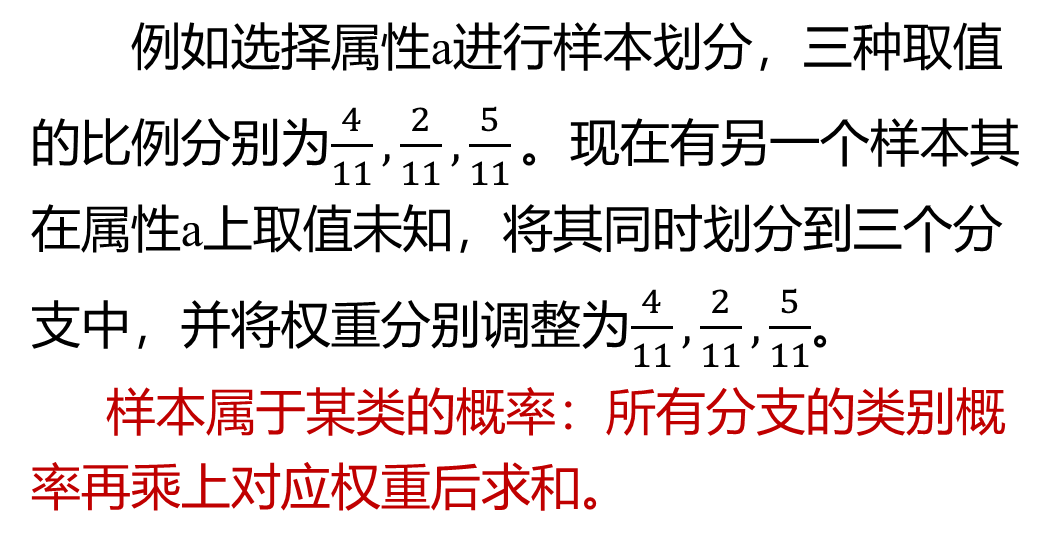 例如选择属性a进行样本划分，三种取值
的比例分别为4/11,2/11,5/11。现在有另一个样本其
在属性a上取值未知，将其同时划分到三个分
支中，并将权重分别调整为4/11,2/11,5/11。
样本属于某类的概率：所有分支的类别概
率再乘上对应权重后求和。